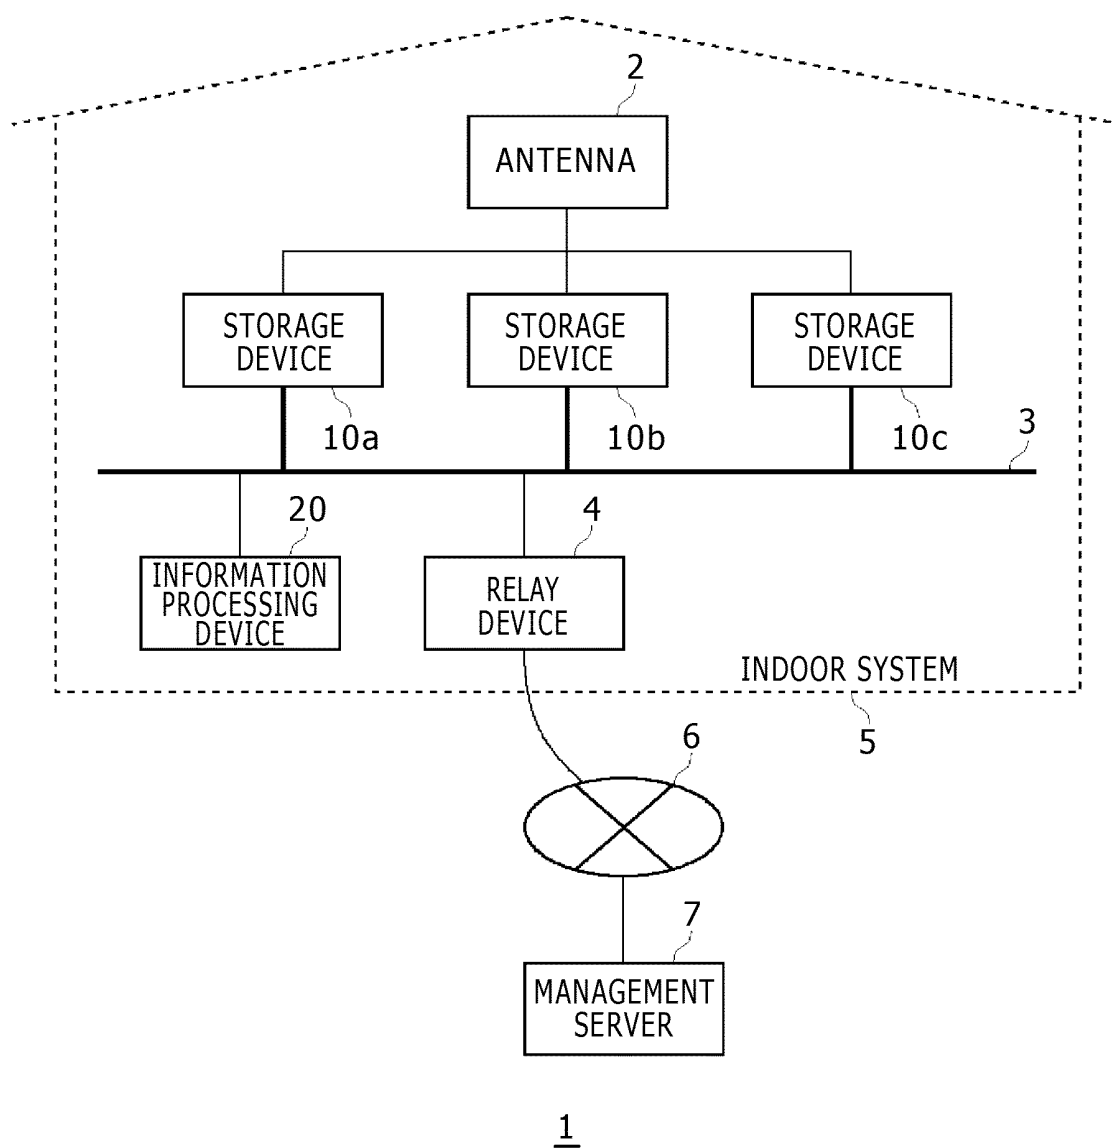 2
ANTENNA
STORAGE
DEVICE
STORAGE
DEVICE
STORAGE
DEVICE
10a
10b
10c
3
20
4
INFORMATION
PROCESSING
DEVICE
RELAY
DEVICE
INDOOR SYSTEM
5
6
7
MANAGEMENT
SERVER
1